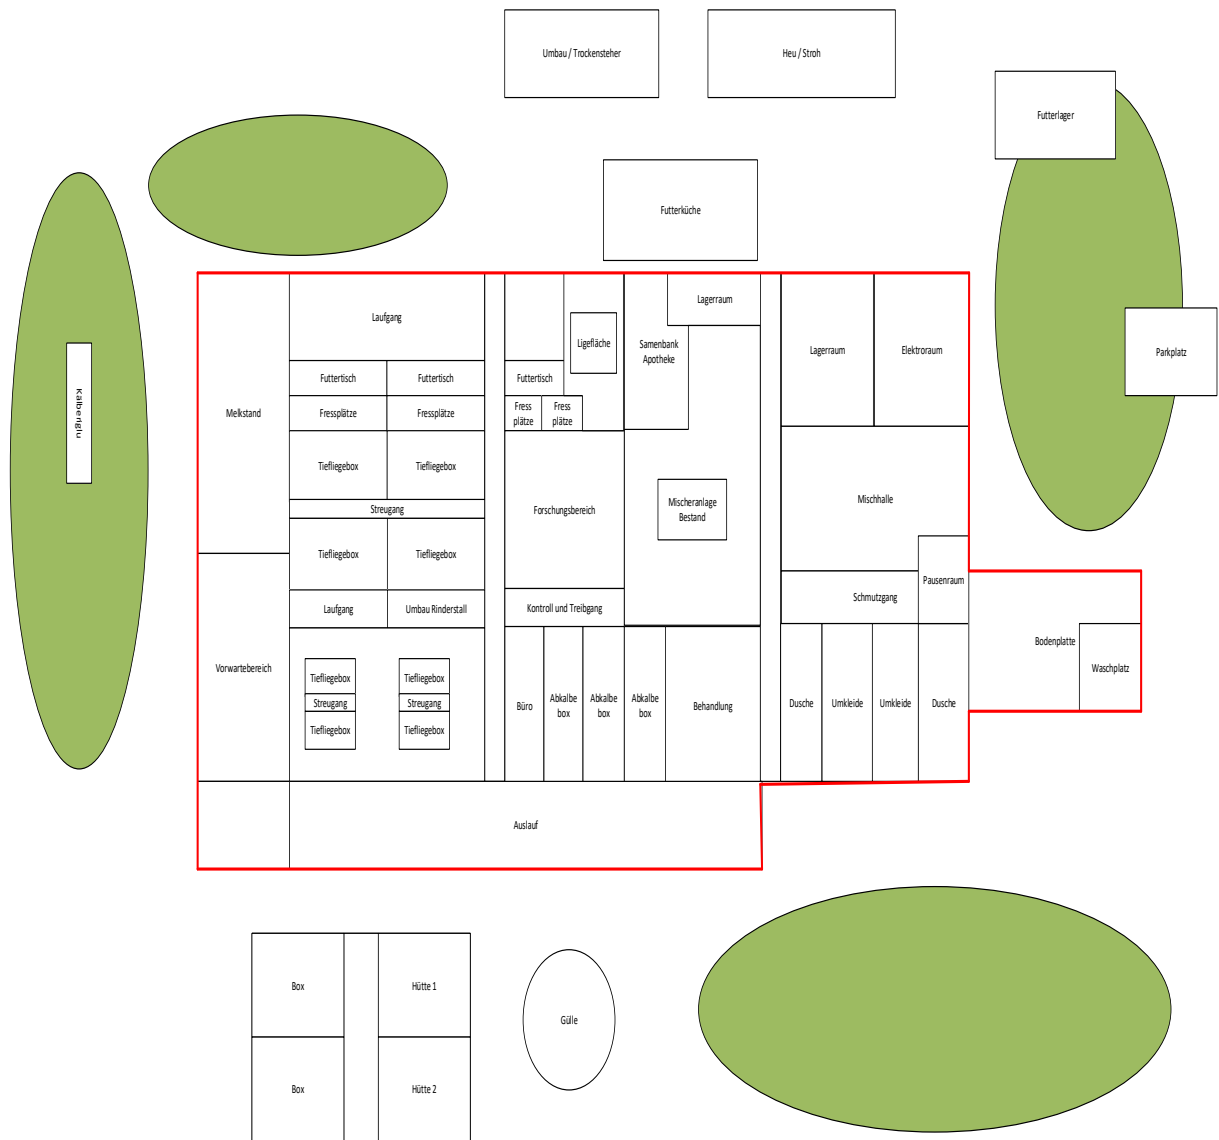 Umbau / Trockensteher
Heu / Stroh
Futterlager
Futterküche
Parkplatz
Kälberiglu
Laufgang
Lagerraum
Ligefläche
Samenbank
Apotheke
Lagerraum
Elektroraum
Futtertisch
Futtertisch
Futtertisch
Melkstand
Fressplätze
Fressplätze
Fress
plätze
Fress
plätze
Tiefliegebox
Tiefliegebox
Streugang
Forschungsbereich
Mischeranlage
Bestand
Mischhalle
Tiefliegebox
Tiefliegebox
Pausenraum
Schmutzgang
Laufgang
Umbau Rinderstall
Kontroll und Treibgang
Bodenplatte
Waschplatz
Vorwartebereich
Tiefliegebox
Tiefliegebox
Streugang
Streugang
Tiefliegebox
Tiefliegebox
Büro
Abkalbe
box
Abkalbe
box
Abkalbe
box
Behandlung
Dusche
Umkleide
Umkleide
Dusche
Auslauf
Box
Hütte 1
Gülle
Box
Hütte 2